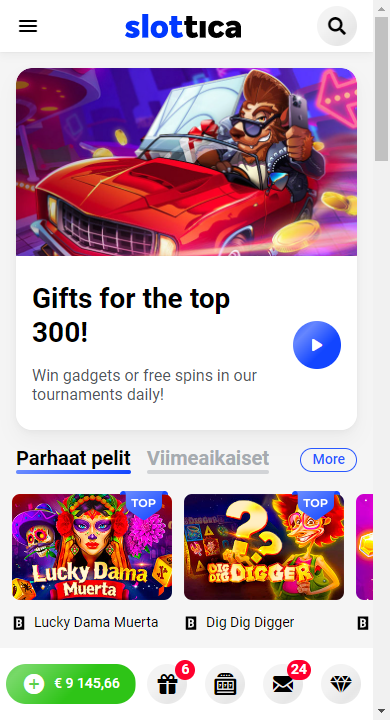 slottica
Gifts for the top
300!
Win gadgets or free spins in our
tournaments daily!
Parhaat pelit
Viimeaikaiset
More
TOP
TOP
Lucky Dama
Muerta
DIG DIG
DIGGER
B Lucky Dama Muerta
B Dig Dig Digger
B
6
24
€ 9 145,66